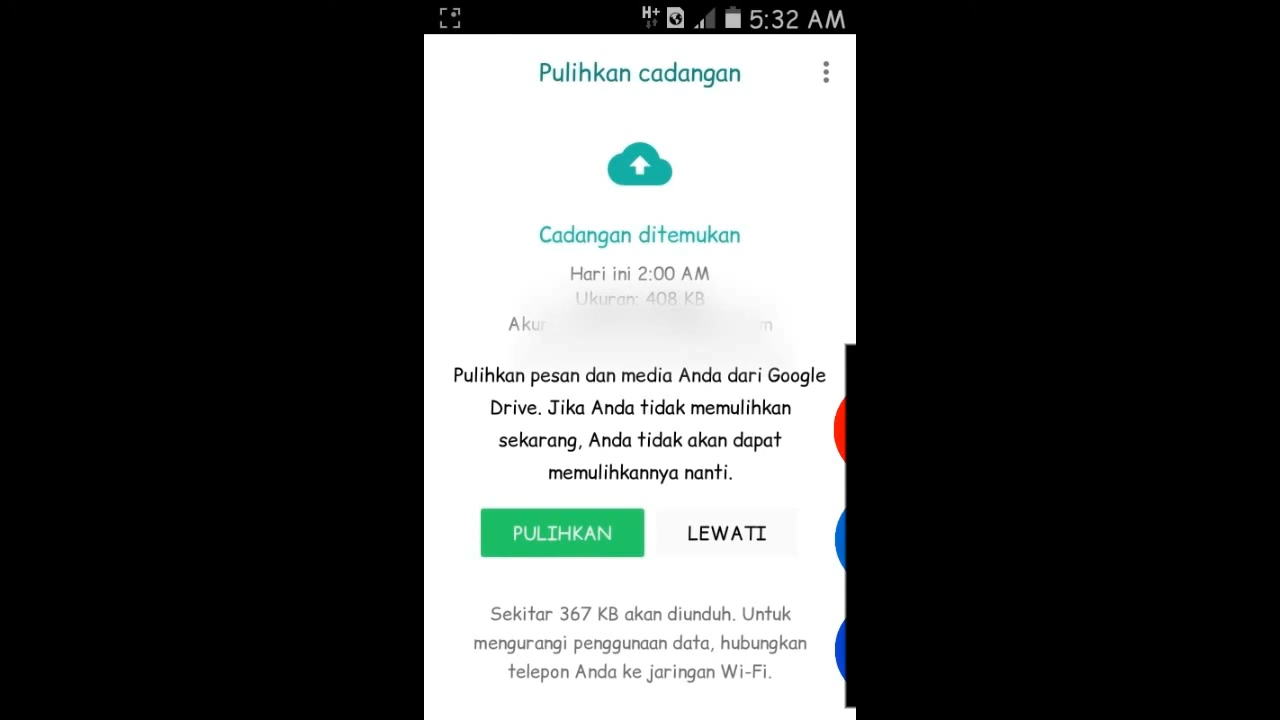 H+ 5:32 AM
Pulihkan cadangan
Cadangan ditemukan
Hari ini 2:00 AM
Ukuran: 408 KB
Pulihkan pesan dan media Anda dari Google
Drive. Jika Anda tidak memulihkan
sekarang, Anda tidak akan dapat
memulihkannya nanti.
PULIHKAN LEWATI
Sekitar 367 KB akan diunduh. Untuk
mengurangi penggunaan data, hubungkan
telepon Anda ke jaringan Wi-Fi.